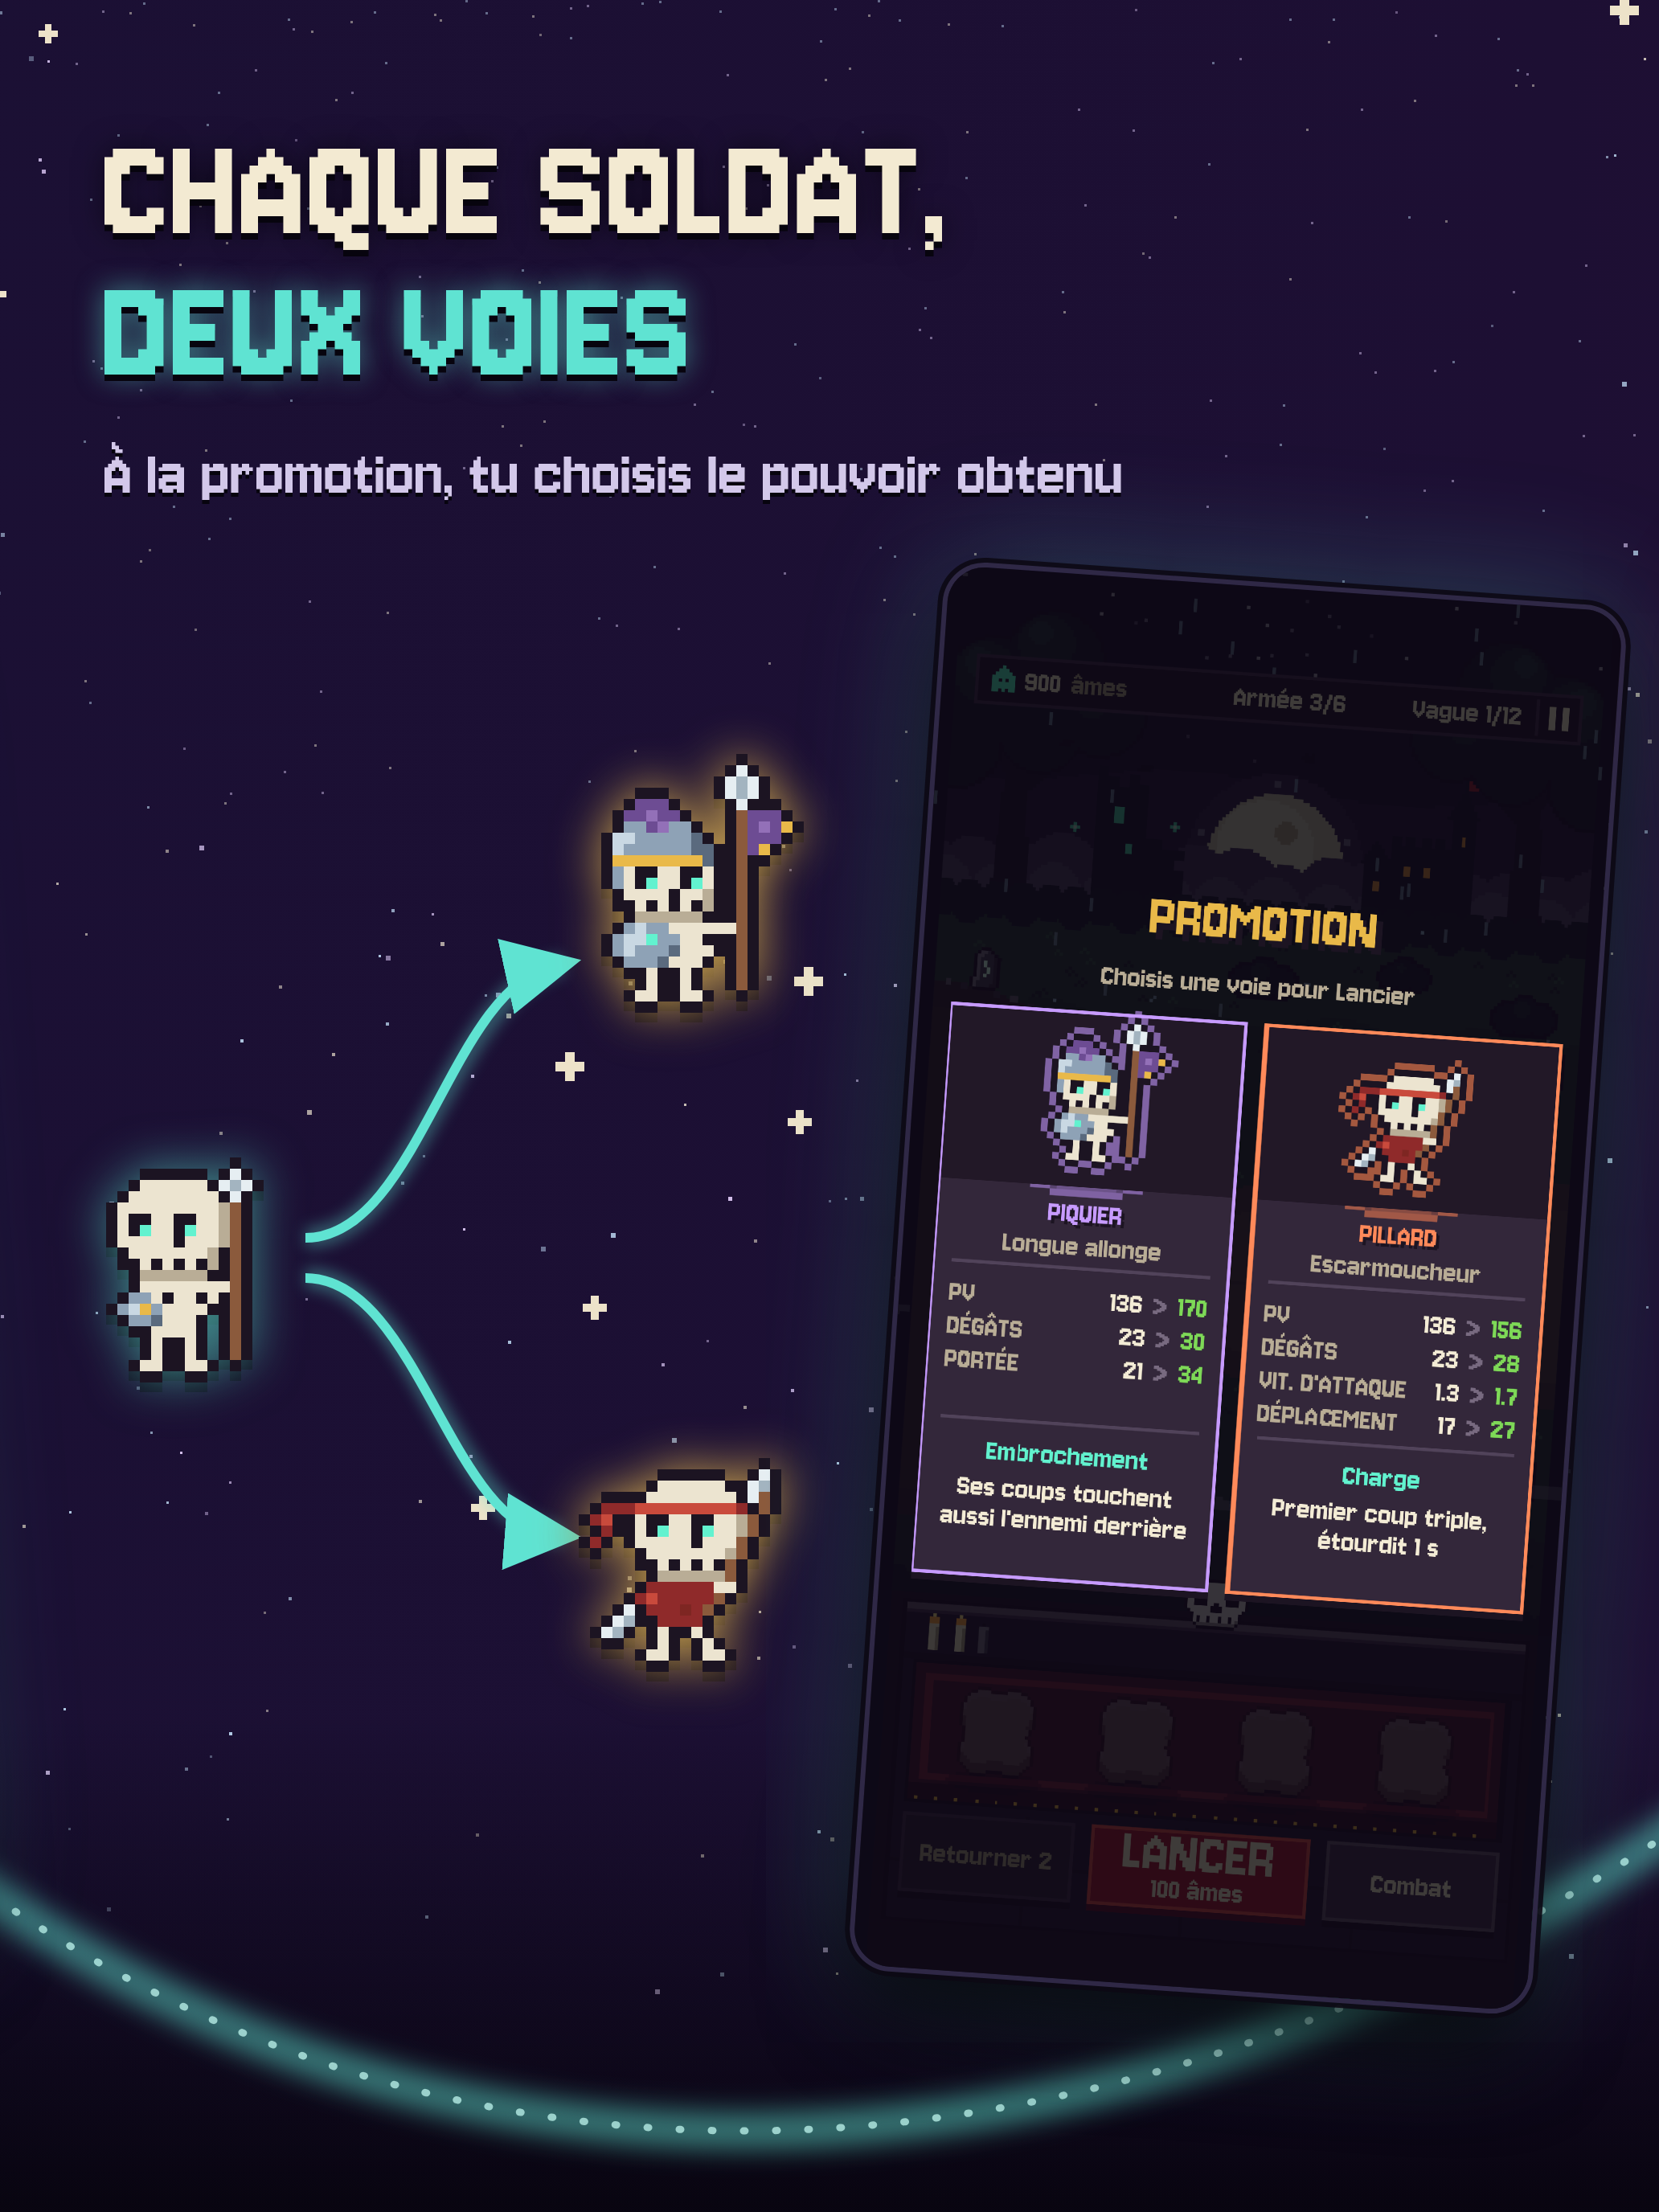 CHAQUE SOLDAT,
DEUX VOIES
À la promotion, tu choisis le pouvoir obtenu
900 âmes
Armée 3/6
Vague 1/12
PROMOTION
Choisis une voie pour Lancier
PIQUIER
Longue allonge
PV 136 > 170
DÉGÂTS 23 > 30
PORTÉE 21 > 34
Embrochement
Ses coups touchent
aussi l'ennemi derrière
PILLARD
Escarmoucheur
PV 136 > 156
DÉGÂTS 23 > 28
VIT. D'ATTAQUE 1.3 > 1.7
DÉPLACEMENT 17 > 27
Charge
Premier coup triple,
étourdit 1 s
Retourner 2
LANCER
100 âmes
Combat